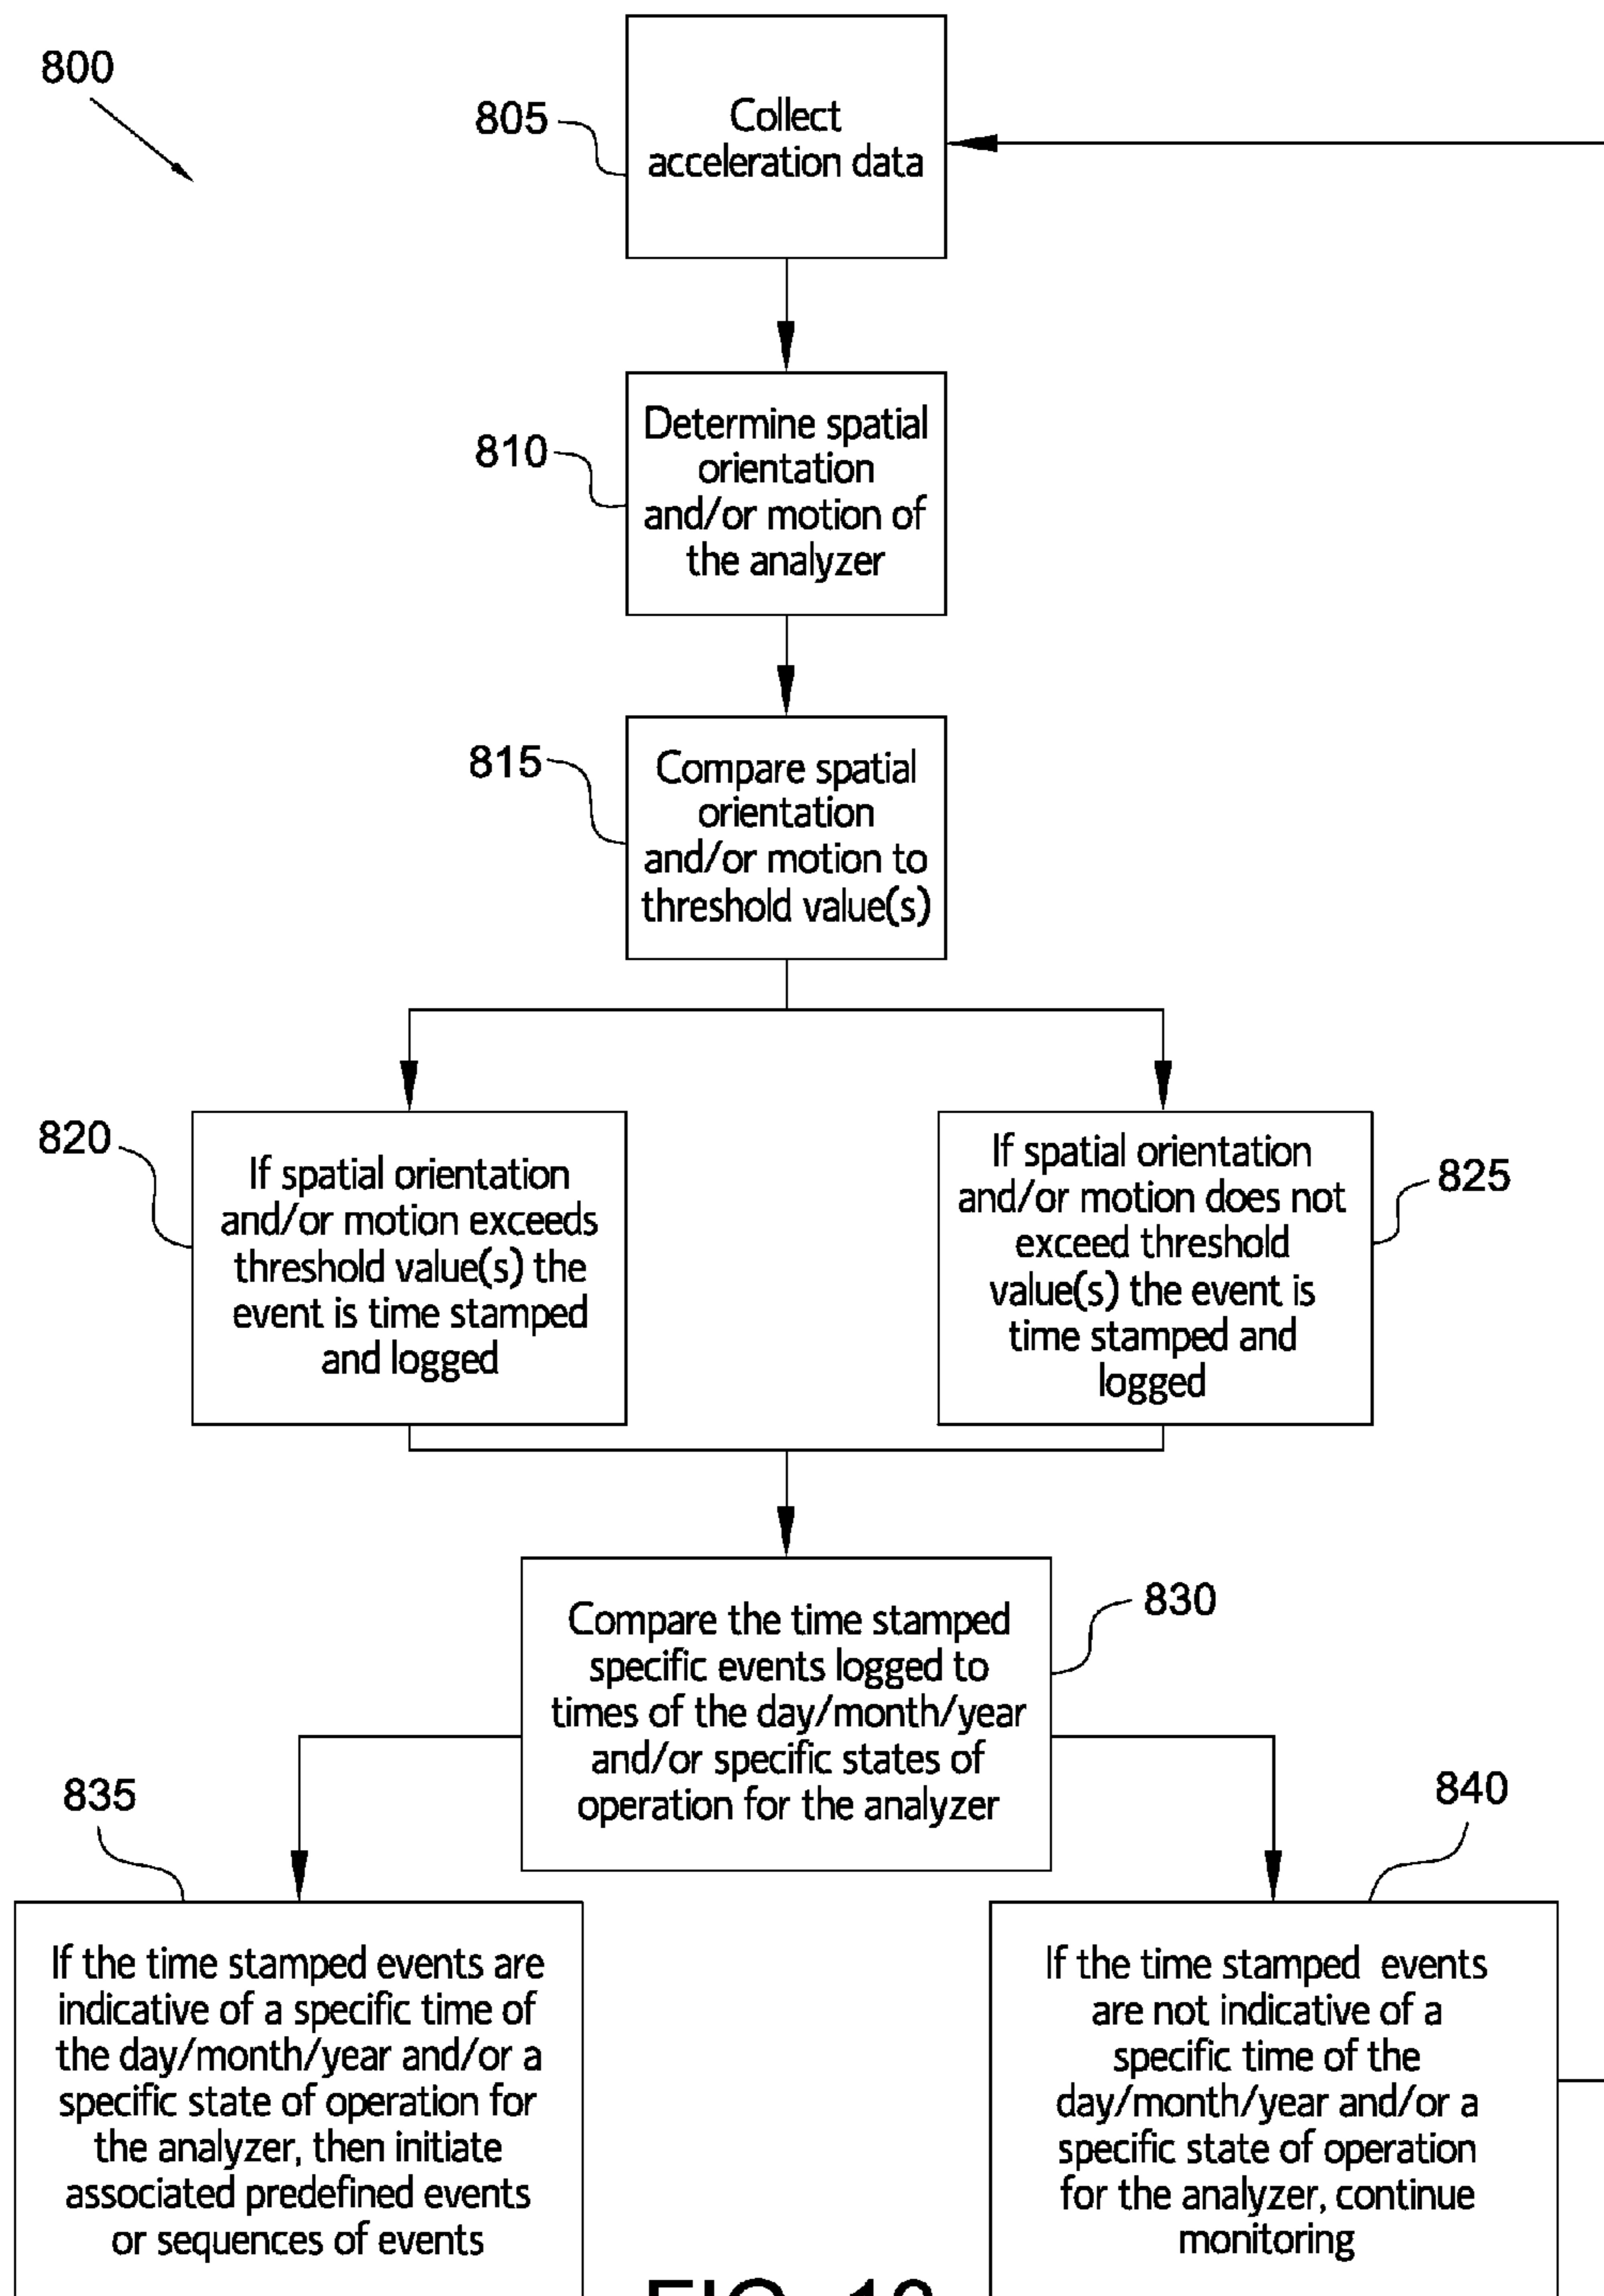 800
805
Collect
acceleration data
810
Determine spatial
orientation
and/or motion of
the analyzer
815
Compare spatial
orientation
and/or motion to
threshold value(s)
820
If spatial orientation
and/or motion exceeds
threshold value(s) the
event is time stamped
and logged
825
If spatial orientation
and/or motion does not
exceed threshold
value(s) the event is
time stamped and
logged
830
Compare the time stamped
specific events logged to
times of the day/month/year
and/or specific states of
operation for the analyzer
835
If the time stamped events are
indicative of a specific time of
the day/month/year and/or a
specific state of operation for
the analyzer, then initiate
associated predefined events
or sequences of events
840
If the time stamped events
are not indicative of a
specific time of the
day/month/year and/or a
specific state of operation
for the analyzer, continue
monitoring
FIG.